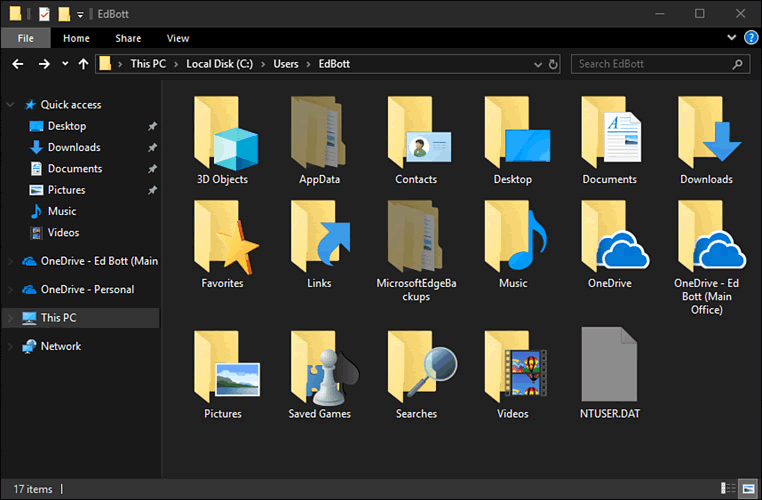 EdBott
File Home Share View
This PC Local Disk (C:) Users EdBott Search EdBott
Quick access
Desktop
Downloads
Documents
Pictures
Music
Videos
OneDrive - Ed Bott (Main
OneDrive - Personal
This PC
Network
3D Objects AppData Contacts Desktop Documents Downloads
Favorites Links MicrosoftEdgeBa
ckups Music OneDrive OneDrive - Ed
Bott (Main
Office)
Pictures Saved Games Searches Videos NTUSER.DAT
17 items